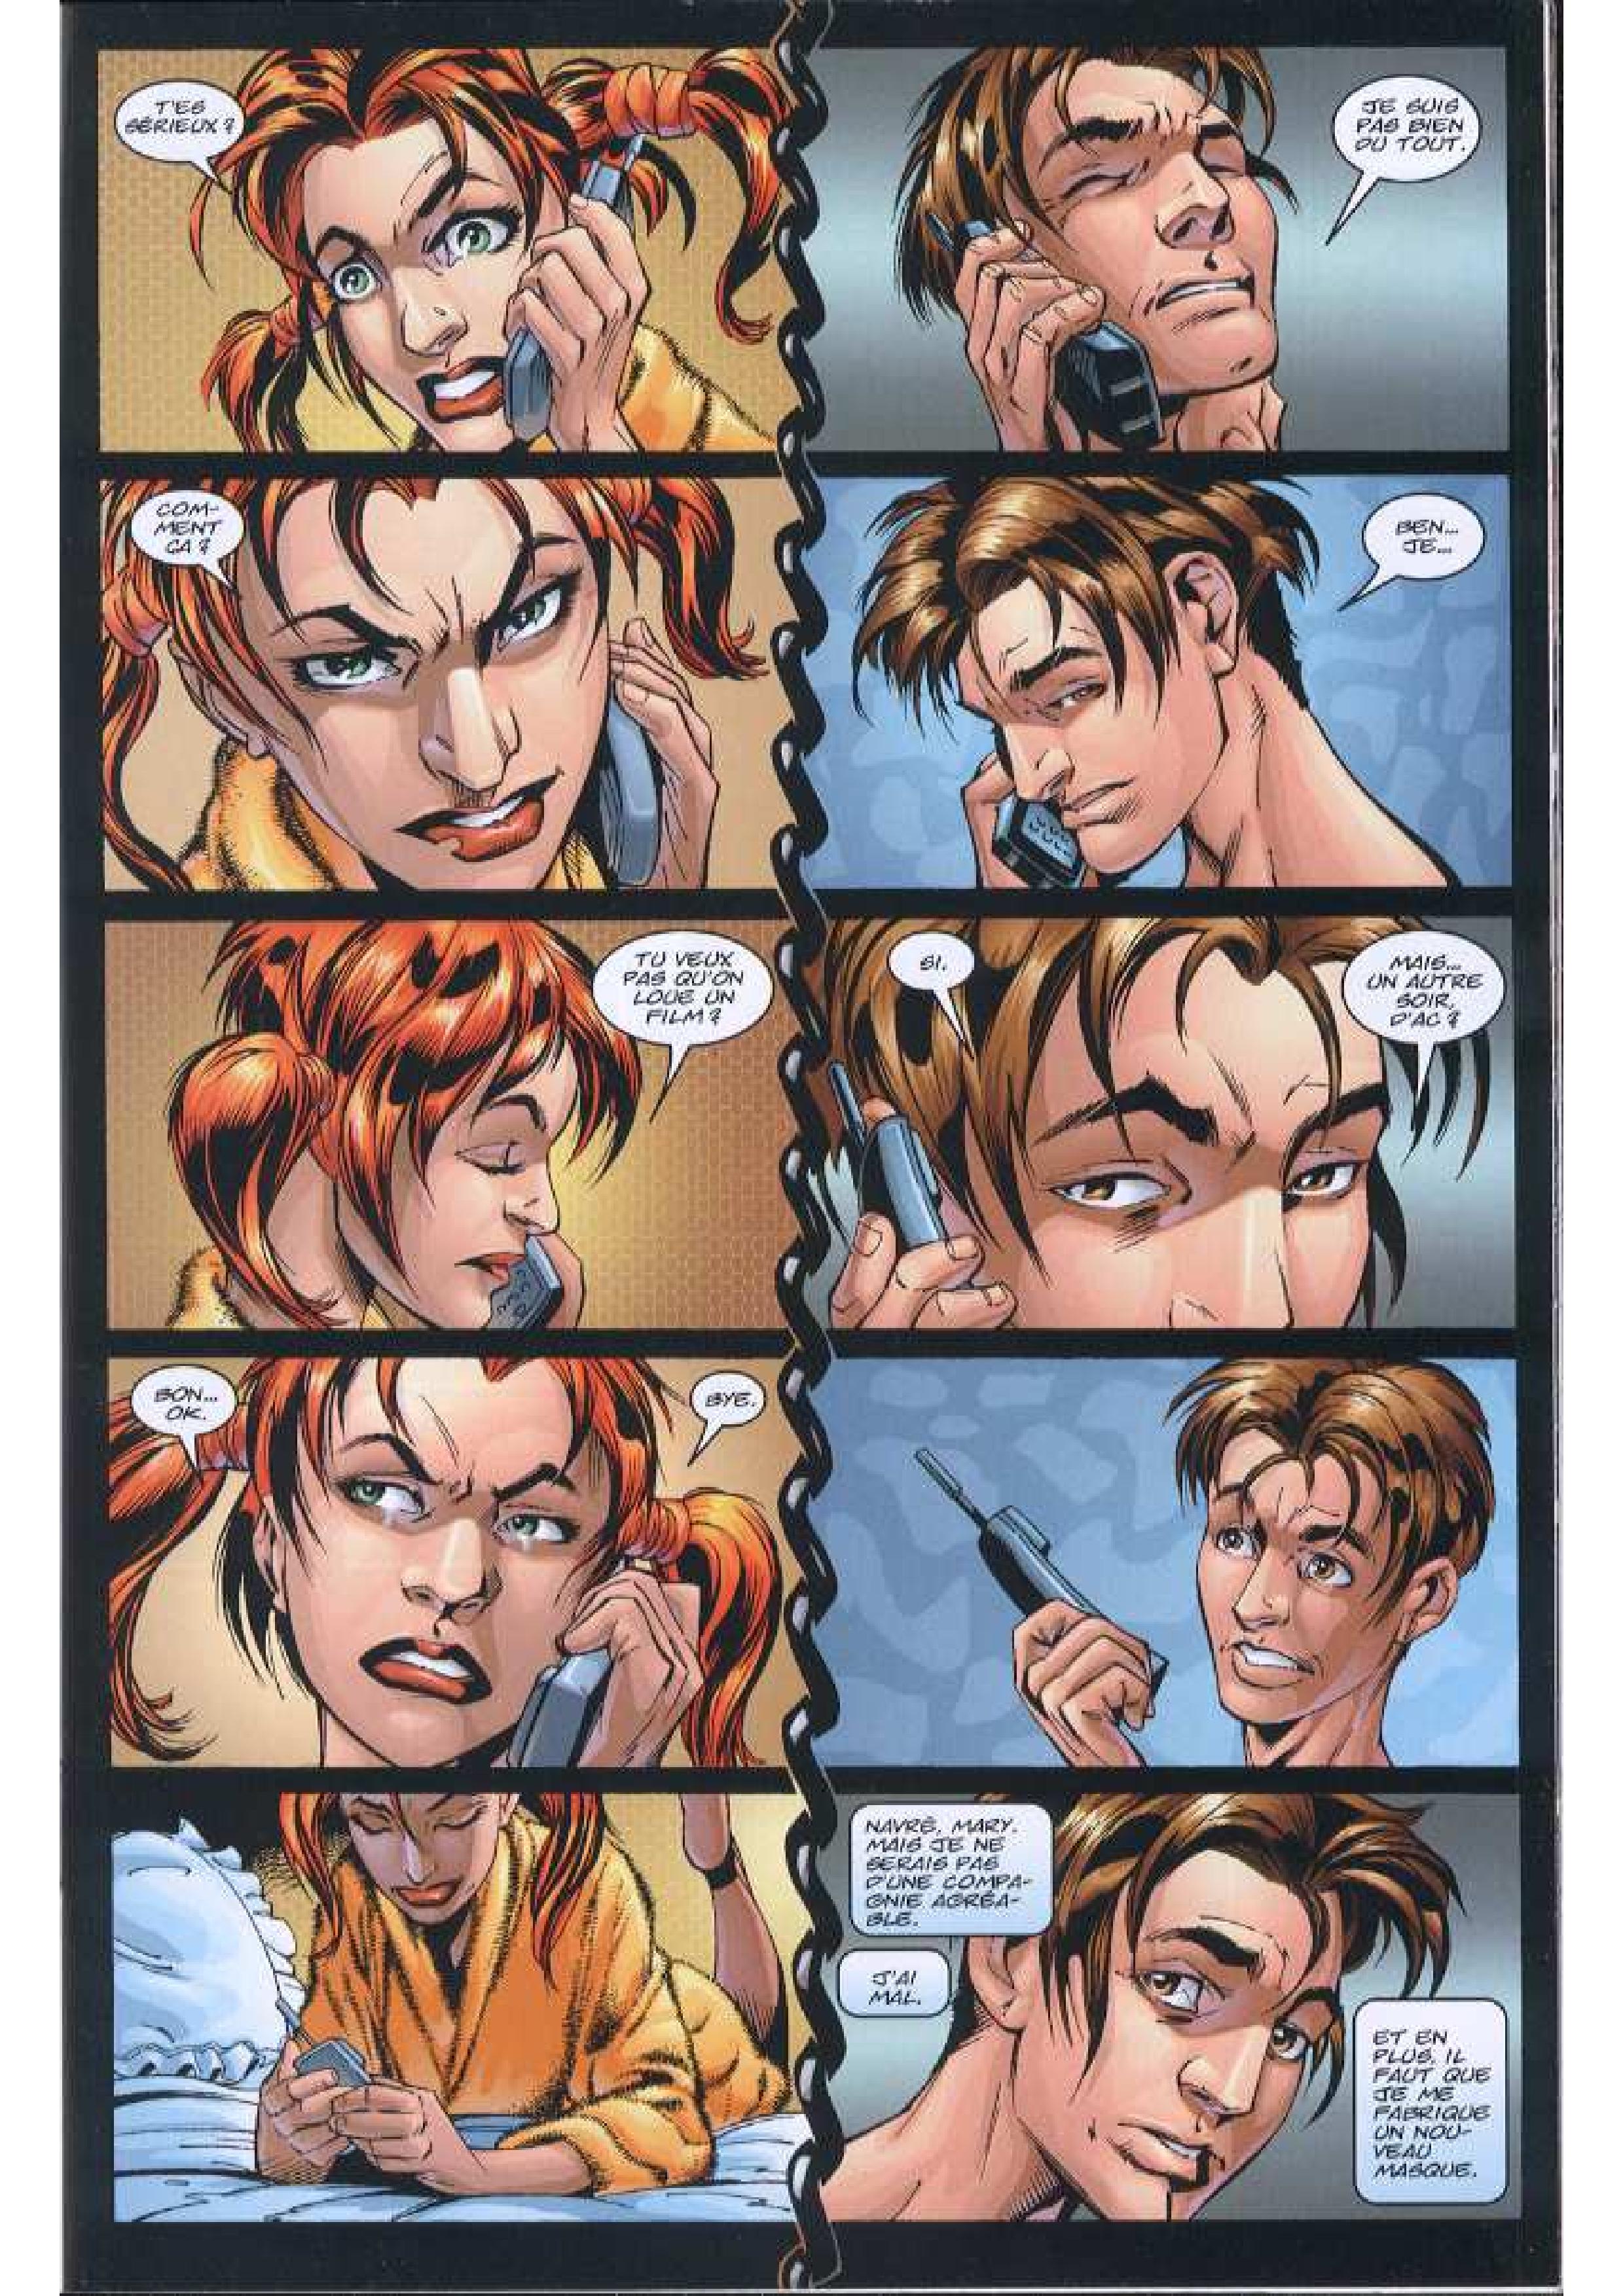 T'ES
SÉRIEUX ?
JE SUIS
PAS BIEN
DU TOUT.
COM-
MENT
ÇA ?
BEN...
JE...
TU VEUX
PAS QU'ON
LOUE UN
FILM ?
SI.
MAIS...
UN AUTRE
SOIR,
D'AC ?
BON...
OK.
BYE.
NAVRÉ, MARY.
MAIS JE NE
SERAIS PAS
D'UNE COMPA-
GNIE AGRÉA-
BLE.
J'AI
MAL.
ET EN
PLUS, IL
FAUT QUE
JE ME
FABRIQUE
UN NOU-
VEAU
MASQUE.